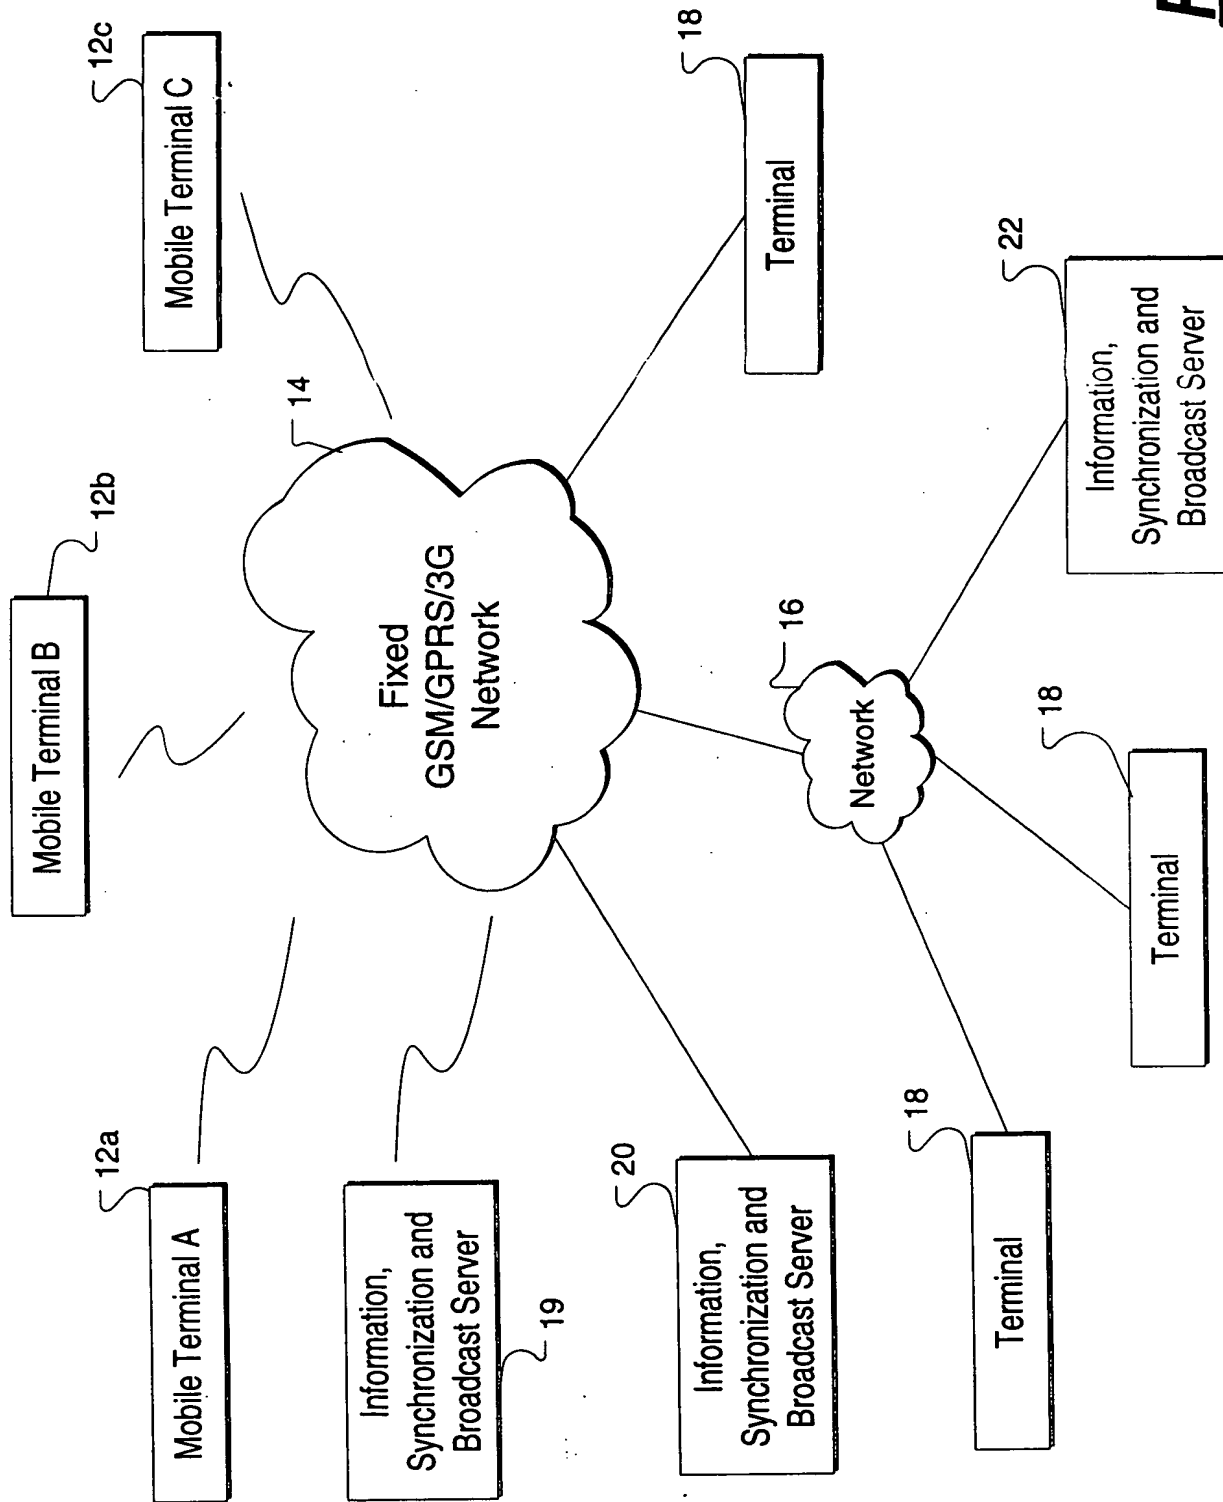 Mobile Terminal B
12a
12b
12c
Mobile Terminal A
Mobile Terminal C
14
Information,
Synchronization and
Broadcast Server
19
Fixed
GSM/GPRS/3G
Network
20
18
Information,
Synchronization and
Broadcast Server
Terminal
16
Network
18
Terminal
22
18
Terminal
Information,
Synchronization and
Broadcast Server